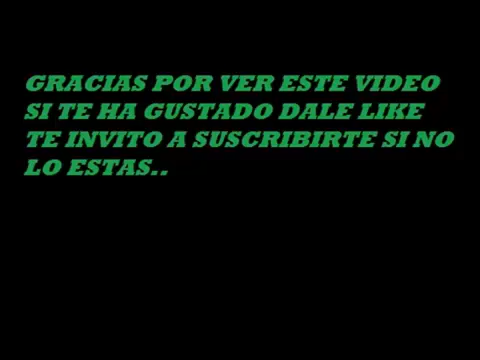 GRACIAS POR VER ESTE VIDEO
SI TE HA GUSTADO DALE LIKE
TE INVITO A SUSCRIBIRTE SI NO
LO ESTAS..